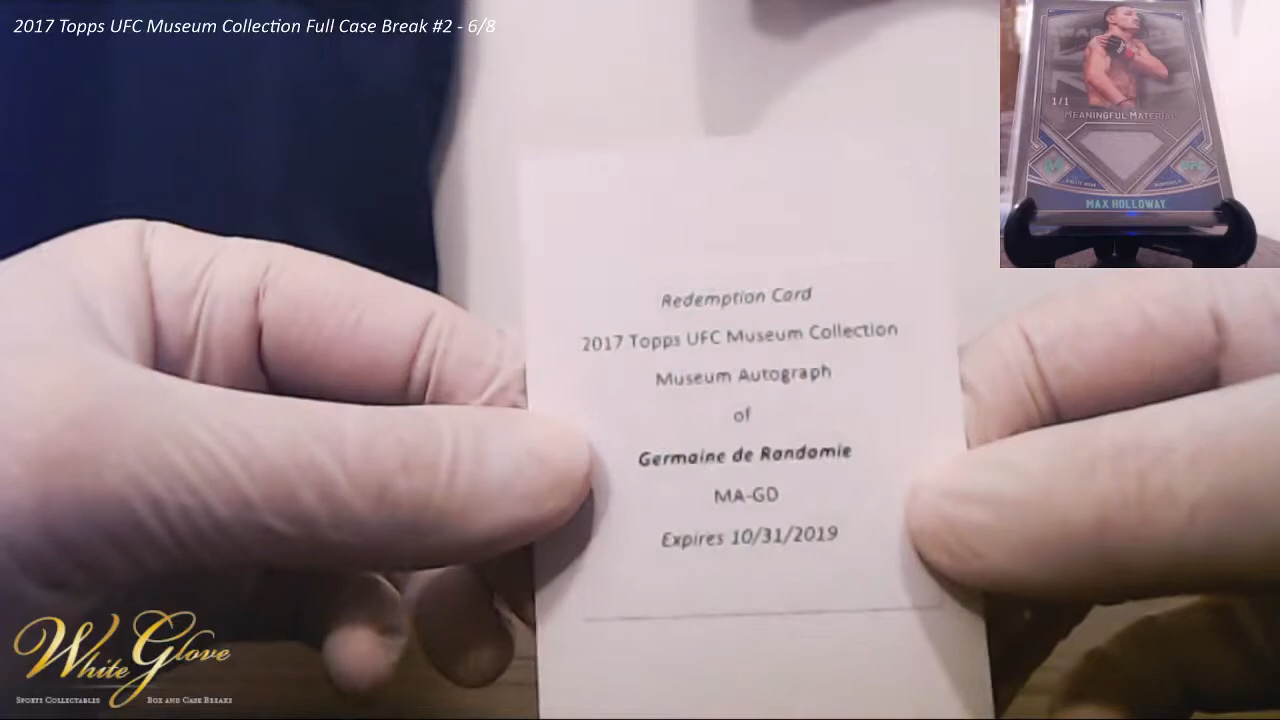 2017 Topps UFC Museum Collection Full Case Break #2 - 6/8
1/1
MEANINGFUL MATERIAL
UFC
MAX HOLLOWAY
Redemption Card
2017 Topps UFC Museum Collection
Museum Autograph
of
Germaine de Randamie
MA-GD
Expires 10/31/2019
White Glove
SPORTS COLLECTABLES BOX AND CASE BREAKS